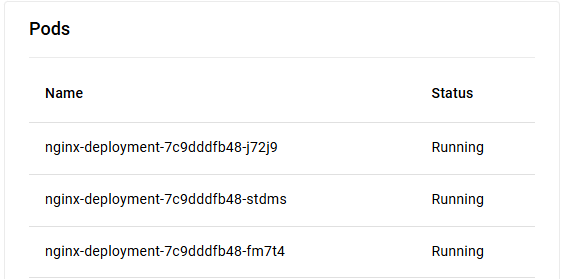 Pods
Name Status
nginx-deployment-7c9dddfb48-j72j9 Running
nginx-deployment-7c9dddfb48-stdms Running
nginx-deployment-7c9dddfb48-fm7t4 Running